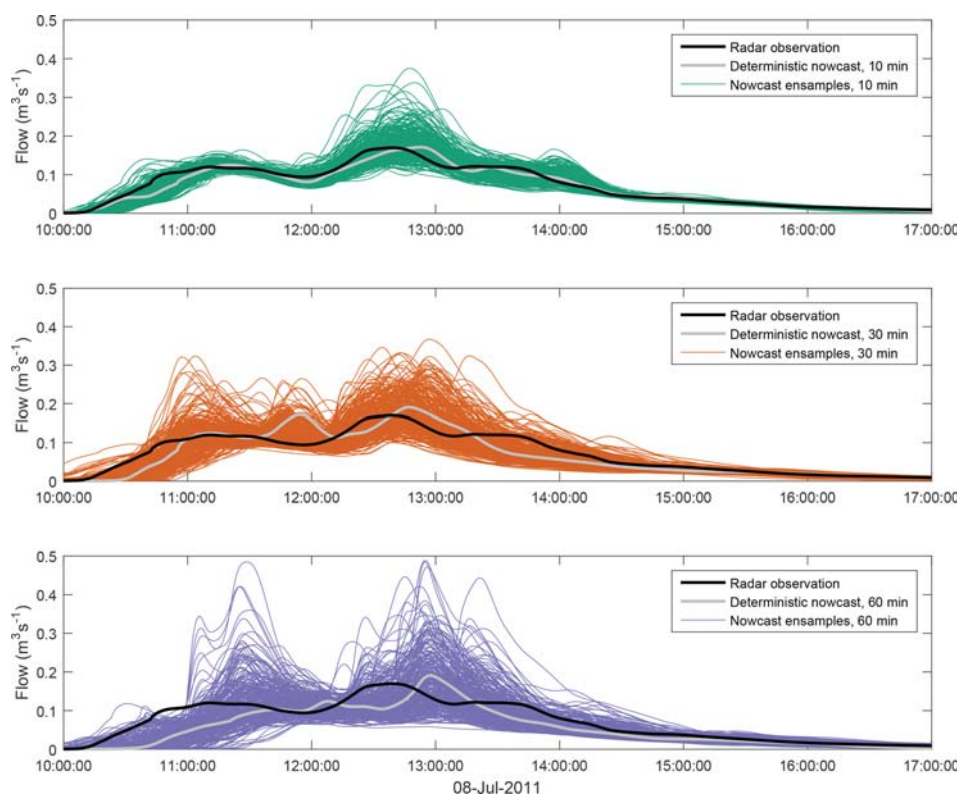 0.5
0.4
0.3
0.2
0.1
0
Flow (m³s⁻¹)
Radar observation
Deterministic nowcast, 10 min
Nowcast ensamples, 10 min
10:00:00 11:00:00 12:00:00 13:00:00 14:00:00 15:00:00 16:00:00 17:00:00
0.5
0.4
0.3
0.2
0.1
0
Flow (m³s⁻¹)
Radar observation
Deterministic nowcast, 30 min
Nowcast ensamples, 30 min
10:00:00 11:00:00 12:00:00 13:00:00 14:00:00 15:00:00 16:00:00 17:00:00
0.5
0.4
0.3
0.2
0.1
0
Flow (m³s⁻¹)
Radar observation
Deterministic nowcast, 60 min
Nowcast ensamples, 60 min
10:00:00 11:00:00 12:00:00 13:00:00 14:00:00 15:00:00 16:00:00 17:00:00
08-Jul-2011